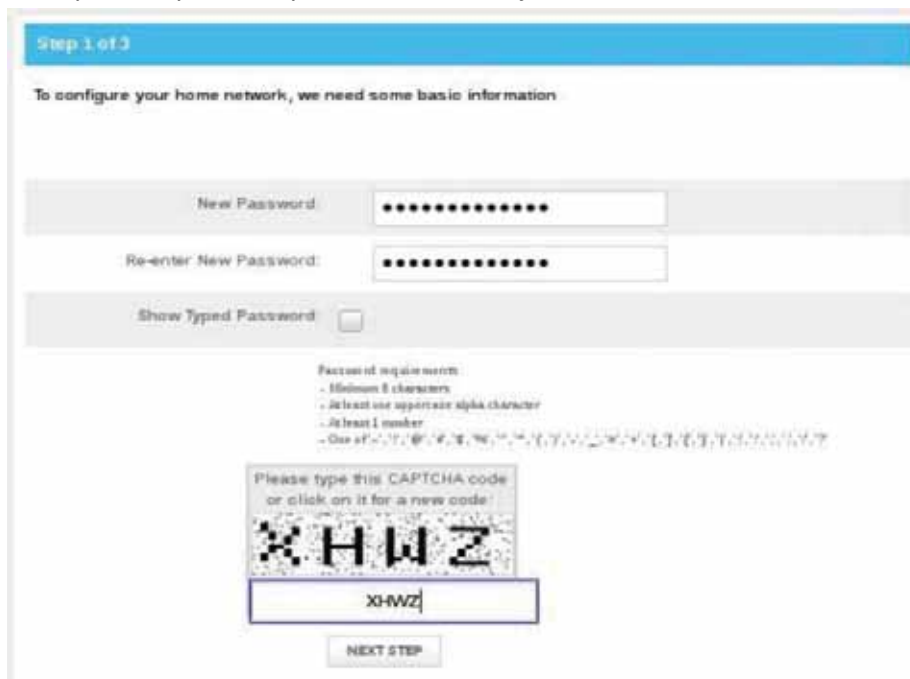 Step 1 of 3
To configure your home network, we need some basic information
New Password:
Re-enter New Password:
Show Typed Password:
Password requirements
- Minimum 8 characters
- At least one uppercase alpha character
- At least 1 number
- One of
Please type this CAPTCHA code
or click on it for a new code:
XHWZ
XHWZ
NEXT STEP